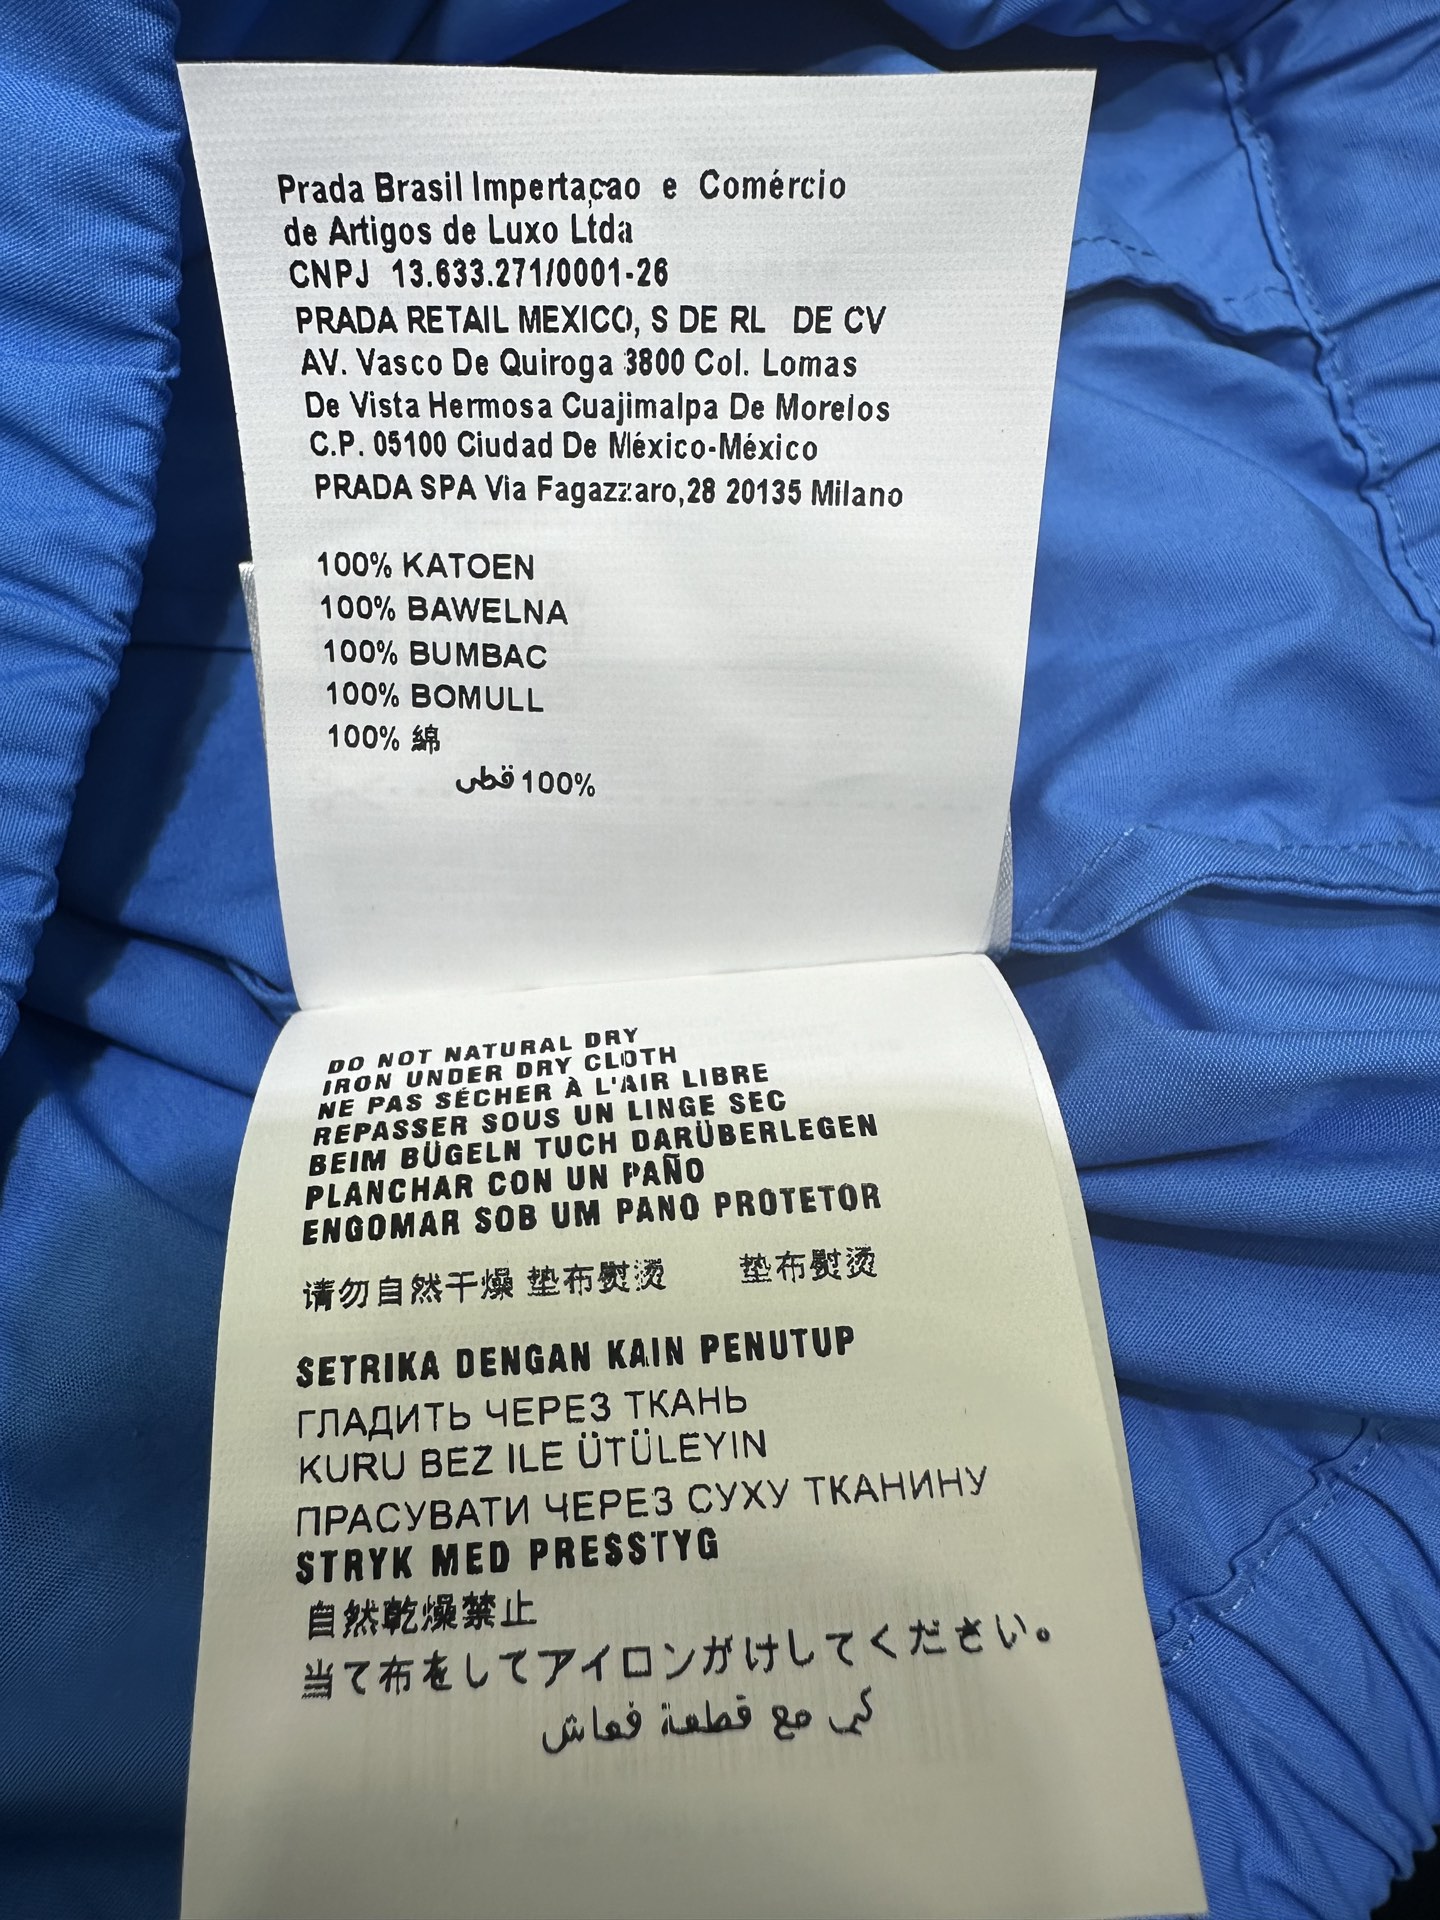 Prada Brasil Impertaçao e Comércio
de Artigos de Luxo Ltda
CNPJ 13.633.271/0001-26
PRADA RETAIL MEXICO, S DE RL DE CV
AV. Vasco De Quiroga 3800 Col. Lomas
De Vista Hermosa Cuajimalpa De Morelos
C.P. 05100 Ciudad De México-México
PRADA SPA Via Fagazzaro,28 20135 Milano
100% KATOEN
100% BAWELNA
100% BUMBAC
100% BOMULL
100% 綿
100% قطن
DO NOT NATURAL DRY
IRON UNDER DRY CLOTH
NE PAS SÉCHER À L'AIR LIBRE
REPASSER SOUS UN LINGE SEC
BEIM BÜGELN TUCH DARÜBERLEGEN
PLANCHAR CON UN PAÑO
ENGOMAR SOB UM PANO PROTETOR
请勿自然干燥 垫布熨烫 垫布熨烫
SETRIKA DENGAN KAIN PENUTUP
ГЛАДИТЬ ЧЕРЕЗ ТКАНЬ
KURU BEZ ILE ÜTÜLEYIN
ПРАСУВАТИ ЧЕРЕЗ СУХУ ТКАНИНУ
STRYK MED PRESSTYG
自然乾燥禁止
当て布をしてアイロンがけしてください。
كي مع قطعة قماش